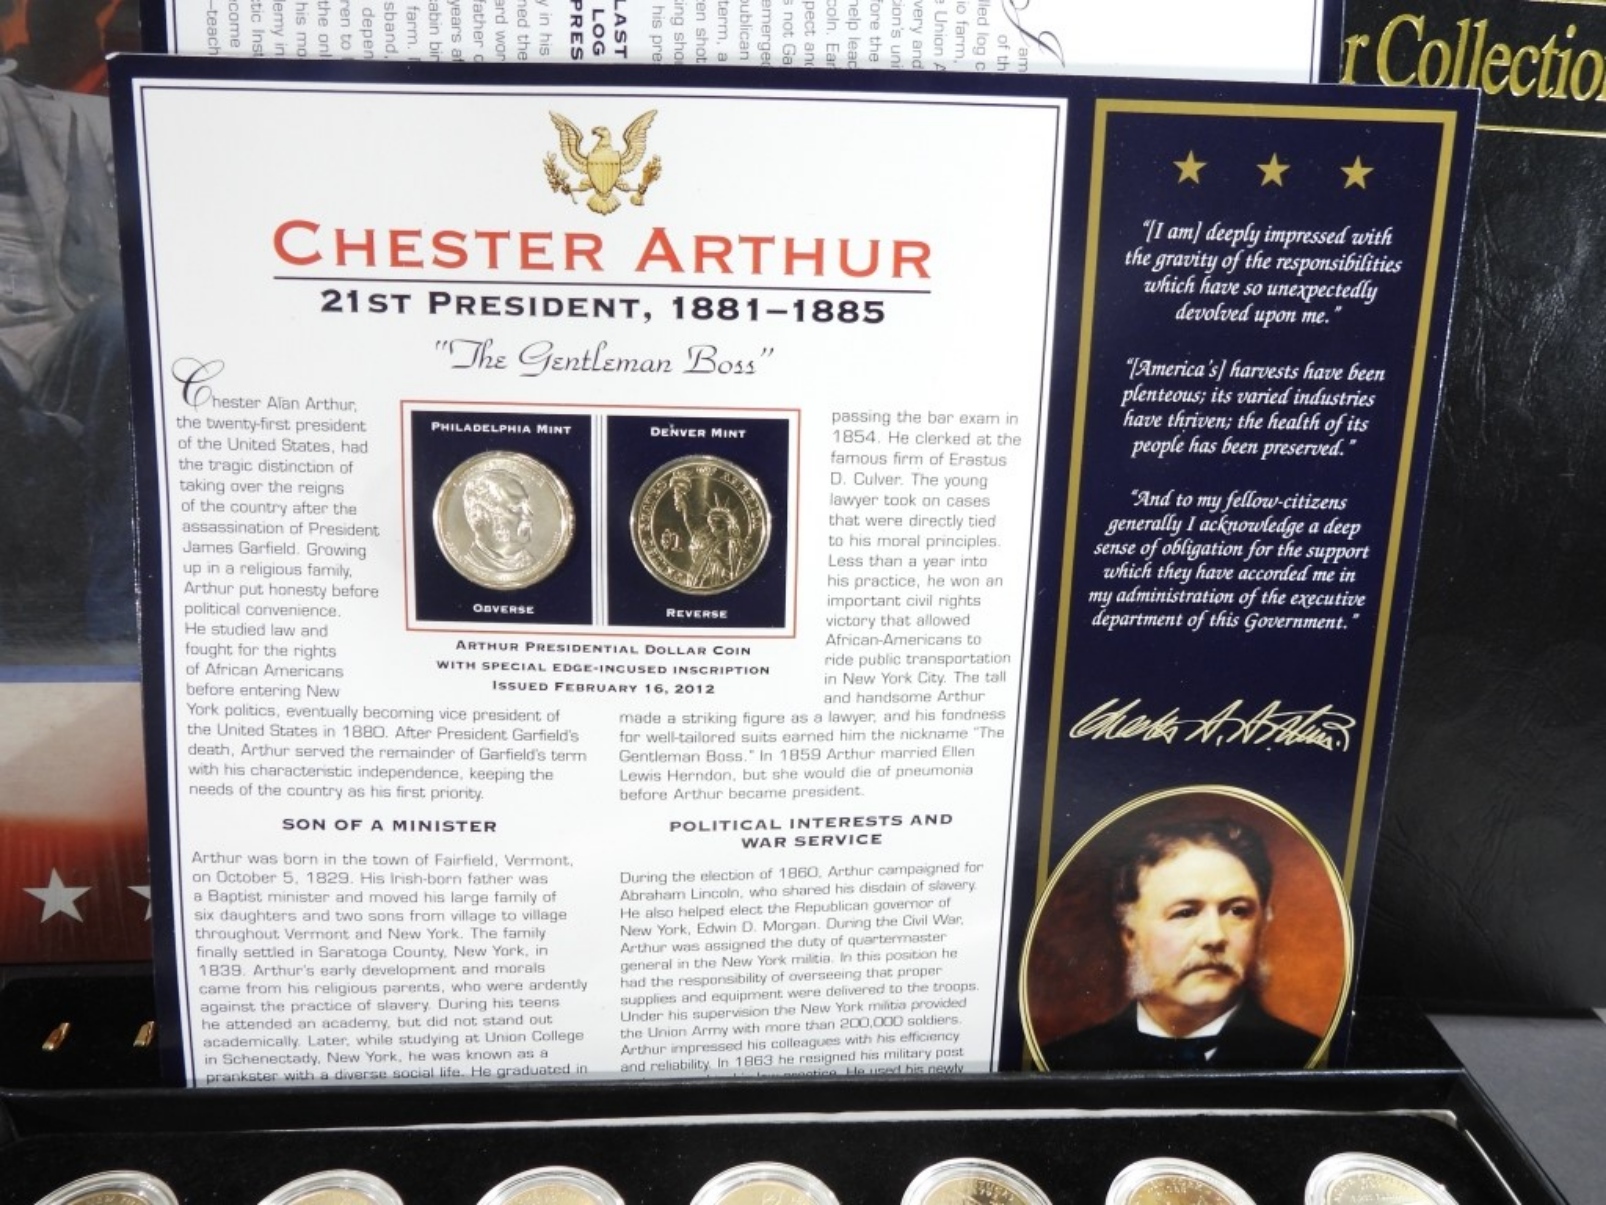 r Collection
LAST
LOG
PRES
CHESTER ARTHUR
21ST PRESIDENT, 1881–1885
"The Gentleman Boss"
Chester Alan Arthur,
the twenty-first president
of the United States, had
the tragic distinction of
taking over the reigns
of the country after the
assassination of President
James Garfield. Growing
up in a religious family,
Arthur put honesty before
political convenience.
He studied law and
fought for the rights
of African Americans
before entering New
York politics, eventually becoming vice president of
the United States in 1880. After President Garfield's
death, Arthur served the remainder of Garfield's term
with his characteristic independence, keeping the
needs of the country as his first priority.
SON OF A MINISTER
Arthur was born in the town of Fairfield, Vermont,
on October 5, 1829. His Irish-born father was
a Baptist minister and moved his large family of
six daughters and two sons from village to village
throughout Vermont and New York. The family
finally settled in Saratoga County, New York, in
1839. Arthur's early development and morals
came from his religious parents, who were ardently
against the practice of slavery. During his teens
he attended an academy, but did not stand out
academically. Later, while studying at Union College
in Schenectady, New York, he was known as a
prankster with a diverse social life. He graduated in
PHILADELPHIA MINT
OBVERSE
DENVER MINT
$1
REVERSE
ARTHUR PRESIDENTIAL DOLLAR COIN
WITH SPECIAL EDGE-INCUSED INSCRIPTION
ISSUED FEBRUARY 16, 2012
passing the bar exam in
1854. He clerked at the
famous firm of Erastus
D. Culver. The young
lawyer took on cases
that were directly tied
to his moral principles.
Less than a year into
his practice, he won an
important civil rights
victory that allowed
African-Americans to
ride public transportation
in New York City. The tall
and handsome Arthur
made a striking figure as a lawyer, and his fondness
for well-tailored suits earned him the nickname "The
Gentleman Boss." In 1859 Arthur married Ellen
Lewis Herndon, but she would die of pneumonia
before Arthur became president.
POLITICAL INTERESTS AND
WAR SERVICE
During the election of 1860, Arthur campaigned for
Abraham Lincoln, who shared his disdain of slavery.
He also helped elect the Republican governor of
New York, Edwin D. Morgan. During the Civil War,
Arthur was assigned the duty of quartermaster
general in the New York militia. In this position he
had the responsibility of overseeing that proper
supplies and equipment were delivered to the troops.
Under his supervision the New York militia provided
the Union Army with more than 200,000 soldiers.
Arthur impressed his colleagues with his efficiency
and reliability. In 1863 he resigned his military post
He used his newly
"[I am] deeply impressed with
the gravity of the responsibilities
which have so unexpectedly
devolved upon me."
"[America's] harvests have been
plenteous; its varied industries
have thriven; the health of its
people has been preserved."
"And to my fellow-citizens
generally I acknowledge a deep
sense of obligation for the support
which they have accorded me in
my administration of the executive
department of this Government."
Chester A. Arthur